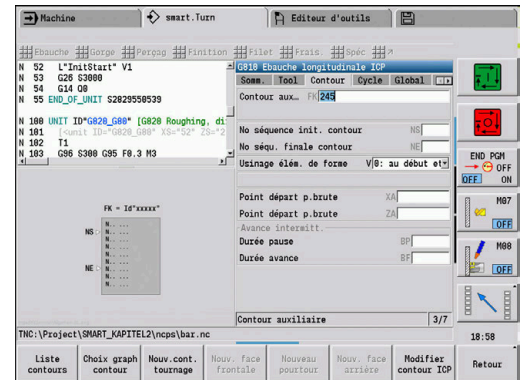 Machine
smart.Turn
Editeur d'outils
Ebauche Gorge Perçag Finition Filet Frais. Spéc
N 52 L"InitStart" V1
N 53 G26 S3000
N 54 G14 Q0
N 55 END_OF_UNIT S2829550539
N 100 UNIT ID"G820_G80" [G820 Roughing, di
N 101 [<unit ID="G820_G80" XS="52" ZS="2
N 102 T1
N 103 G96 S300 G95 F0.3 M3
G810 Ebauche longitudinale ICP
Somm. Tool Contour Cycle Global
Contour aux… FK 245
No séquence init. contour NS
No séqu. finale contour NE
Usinage élém. de forme V 0: au début et
Point départ p.brute XA
Point départ p.brute ZA
Avance intermitt.
Durée pause BP
Durée avance BF
Contour auxiliaire 3/7
FK = Id"xxxxx"
NS
NE
N.. ...
N.. ...
N.. ...
N.. ...
N.. ...
N.. ...
N.. ...
TNC:\Project\SMART_KAPITEL2\ncps\bar.nc
END PGM
OFF
OFF ON
M07
OFF
M08
OFF
18:58
Liste contours
Choix graph contour
Nouv.cont. tournage
Nouv. face frontale
Nouveau pourtour
Nouv. face arrière
Modifier contour ICP
Retour